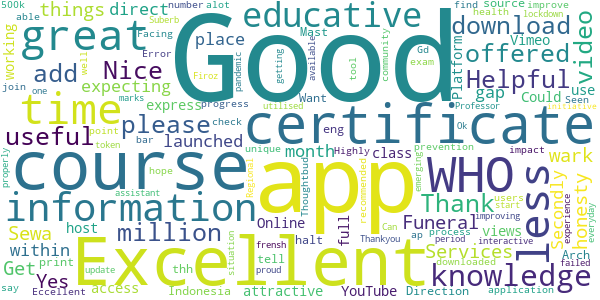 500k
able
Suberb
number alot
things direct
educative
find source improve
health lockdown
Good
working
great
Facing
place
Mast
download
Vimeo
video
Error
pandemic
getting
available
tool
community
Gd
exam
offered
Platform
add
Nice
join
one
well
expecting
Firoz
progress
Want
Helpful
use
Could Seen
gap
marks
utilised
certificate
Professor
initiative
time
please
express
check
useful
point
token
bar
launched
unique
eng
Highly
prevention
Ok
impact
properly
course
hope
month
class
Thoughtbud
recommended
emerging
WHO
less
wark
honesty
Secondly
users
start
experience
everyday
assistant
app
Regional
Can
Thank
improving
information
Online
full
Thankyou
Funeral
ap process
views
period
interactive
Arch
Sewa
million
host
within
frensh
halt
Services
downloaded
failed
Get
print
Yes
thh
tell
situation
proud
knowledge
update
access
Excellent
say
Eccellent
Indonesia
attractive
YouTube
Direction
application